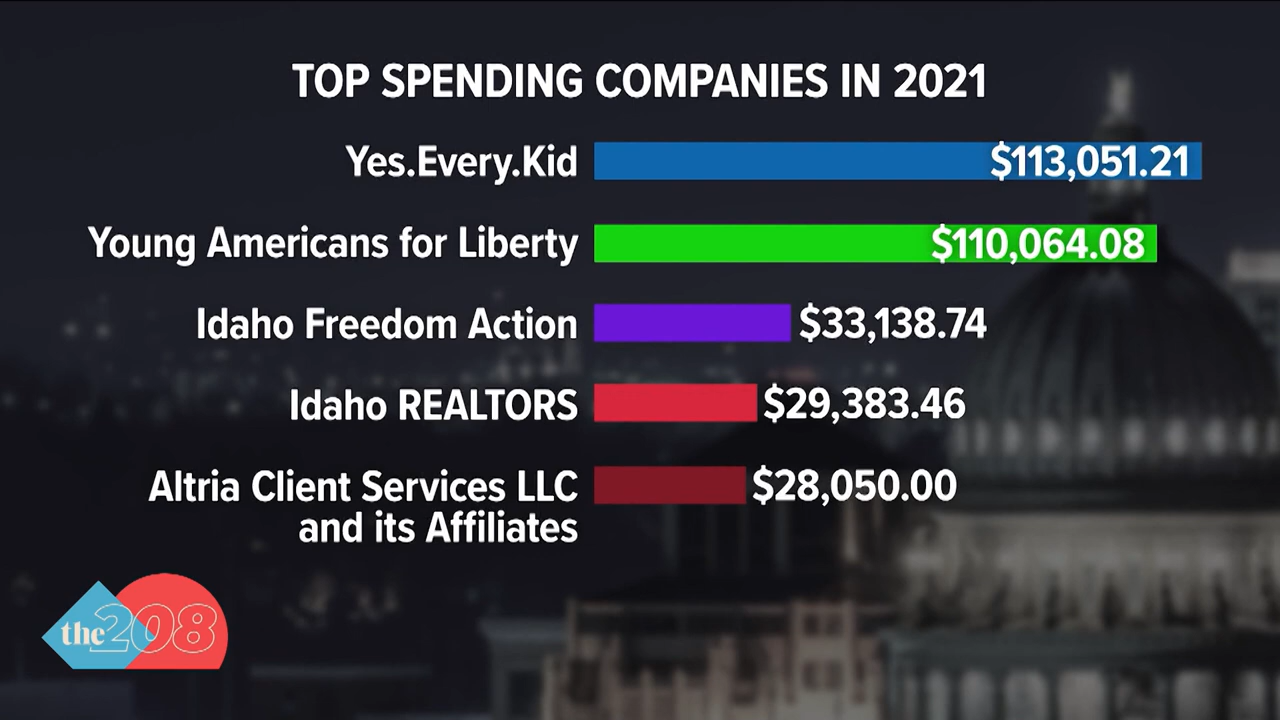 TOP SPENDING COMPANIES IN 2021
Yes.Every.Kid $113,051.21
Young Americans for Liberty $110,064.08
Idaho Freedom Action $33,138.74
Idaho REALTORS $29,383.46
Altria Client Services LLC $28,050.00
and its Affiliates
the208